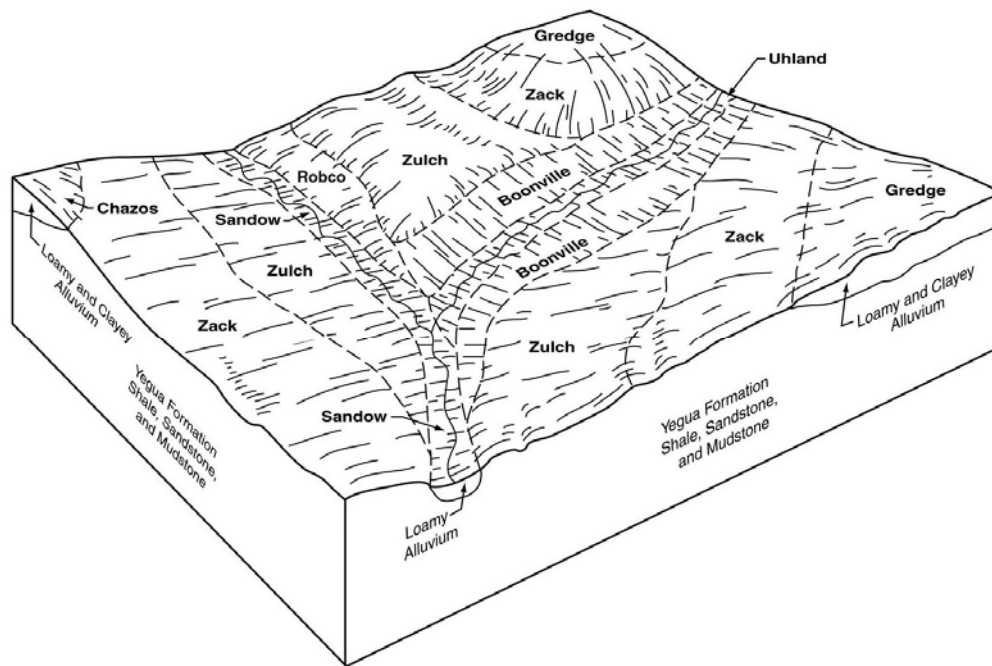 Gredge
Uhland
Zack
Zulch
Robco
Boonville
Chazos
Sandow
Gredge
Boonville
Zack
Zulch
Loamy and Clayey
Alluvium
Loamy and Clayey
Alluvium
Zack
Zulch
Yegua Formation
Shale, Sandstone,
and Mudstone
Sandow
Yegua Formation
Shale, Sandstone,
and Mudstone
Loamy
Alluvium